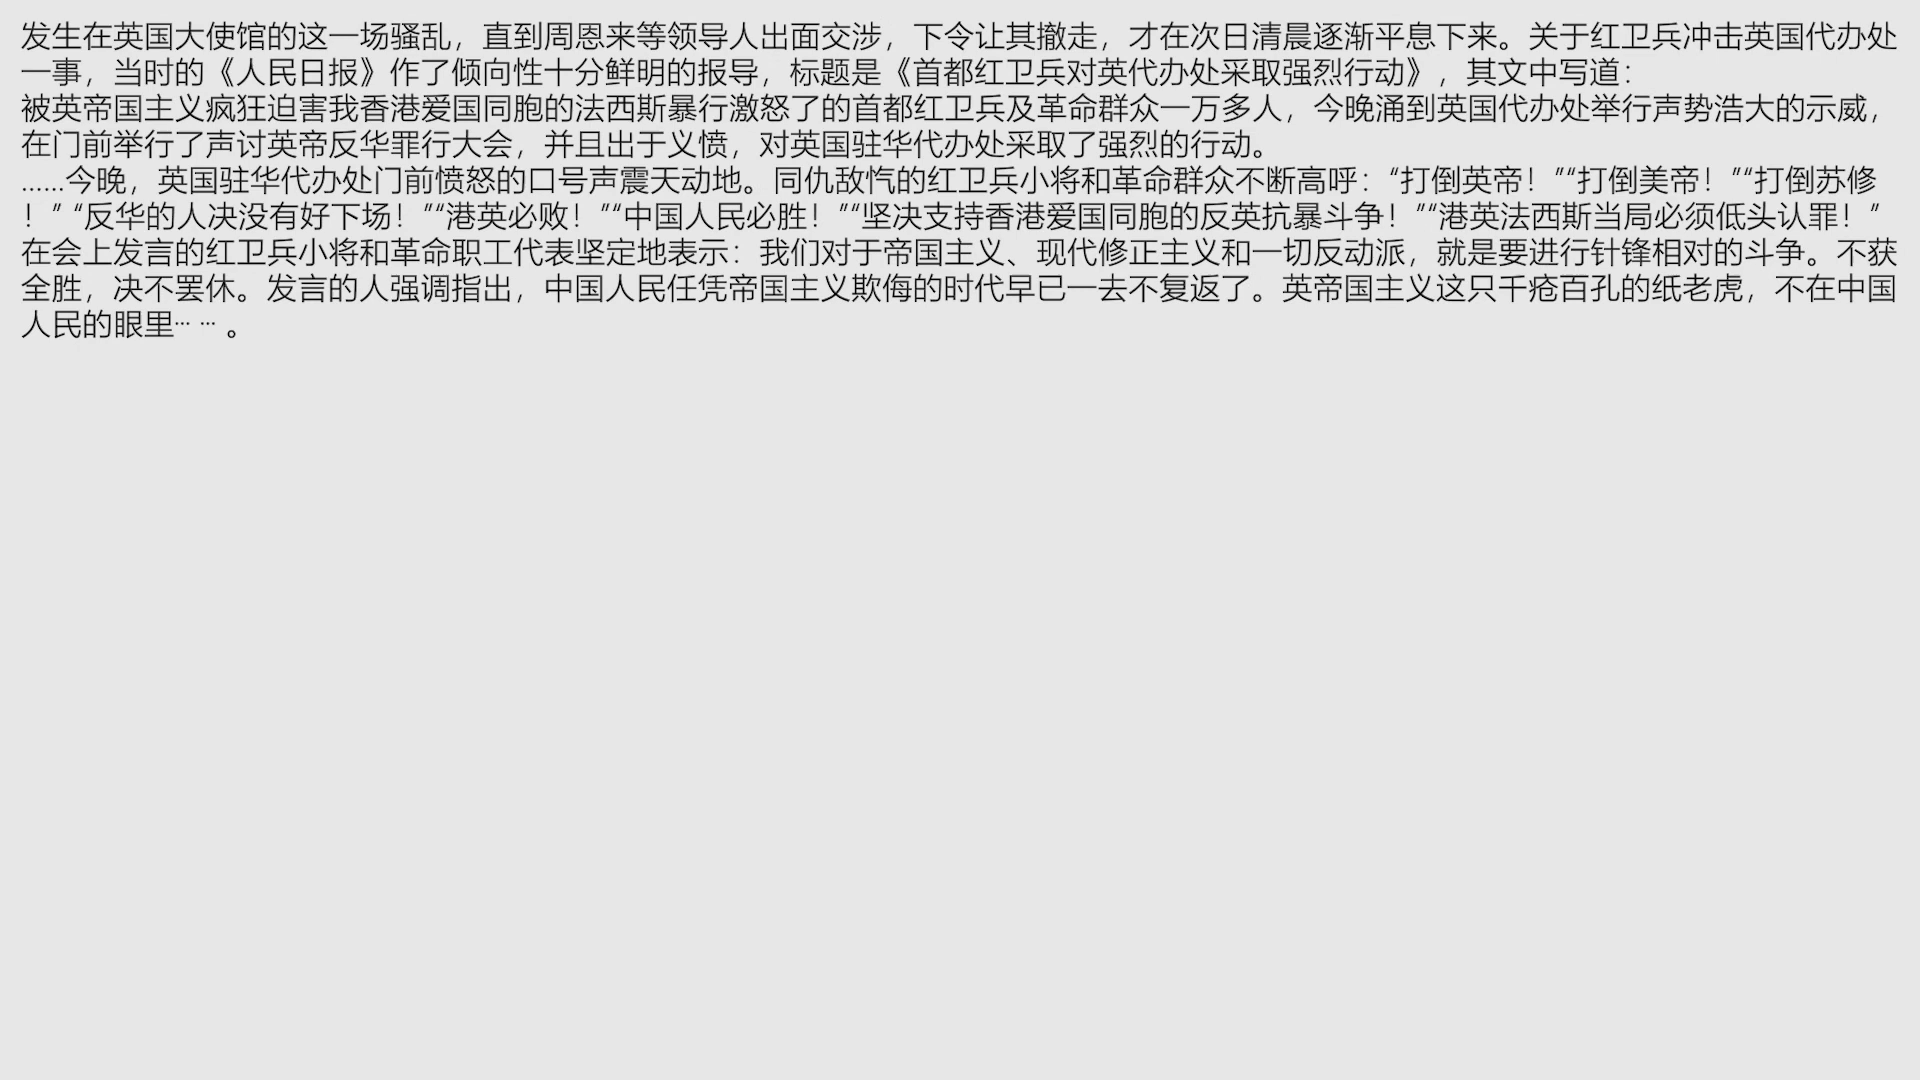 发生在英国大使馆的这一场骚乱，直到周恩来等领导人出面交涉，下令让其撤走，才在次日清晨逐渐平息下来。关于红卫兵冲击英国代办处
一事，当时的《人民日报》作了倾向性十分鲜明的报导，标题是《首都红卫兵对英代办处采取强烈行动》，其文中写道：
被英帝国主义疯狂迫害我香港爱国同胞的法西斯暴行激怒了的首都红卫兵及革命群众一万多人，今晚涌到英国代办处举行声势浩大的示威，
在门前举行了声讨英帝反华罪行大会，并且出于义愤，对英国驻华代办处采取了强烈的行动。
……今晚，英国驻华代办处门前愤怒的口号声震天动地。同仇敌忾的红卫兵小将和革命群众不断高呼：“打倒英帝！”“打倒美帝！”“打倒苏修
！” “反华的人决没有好下场！”“港英必败！”“中国人民必胜！”“坚决支持香港爱国同胞的反英抗暴斗争！”“港英法西斯当局必须低头认罪！”
在会上发言的红卫兵小将和革命职工代表坚定地表示：我们对于帝国主义、现代修正主义和一切反动派，就是要进行针锋相对的斗争。不获
全胜，决不罢休。发言的人强调指出，中国人民任凭帝国主义欺侮的时代早已一去不复返了。英帝国主义这只千疮百孔的纸老虎，不在中国
人民的眼里··· ··· 。